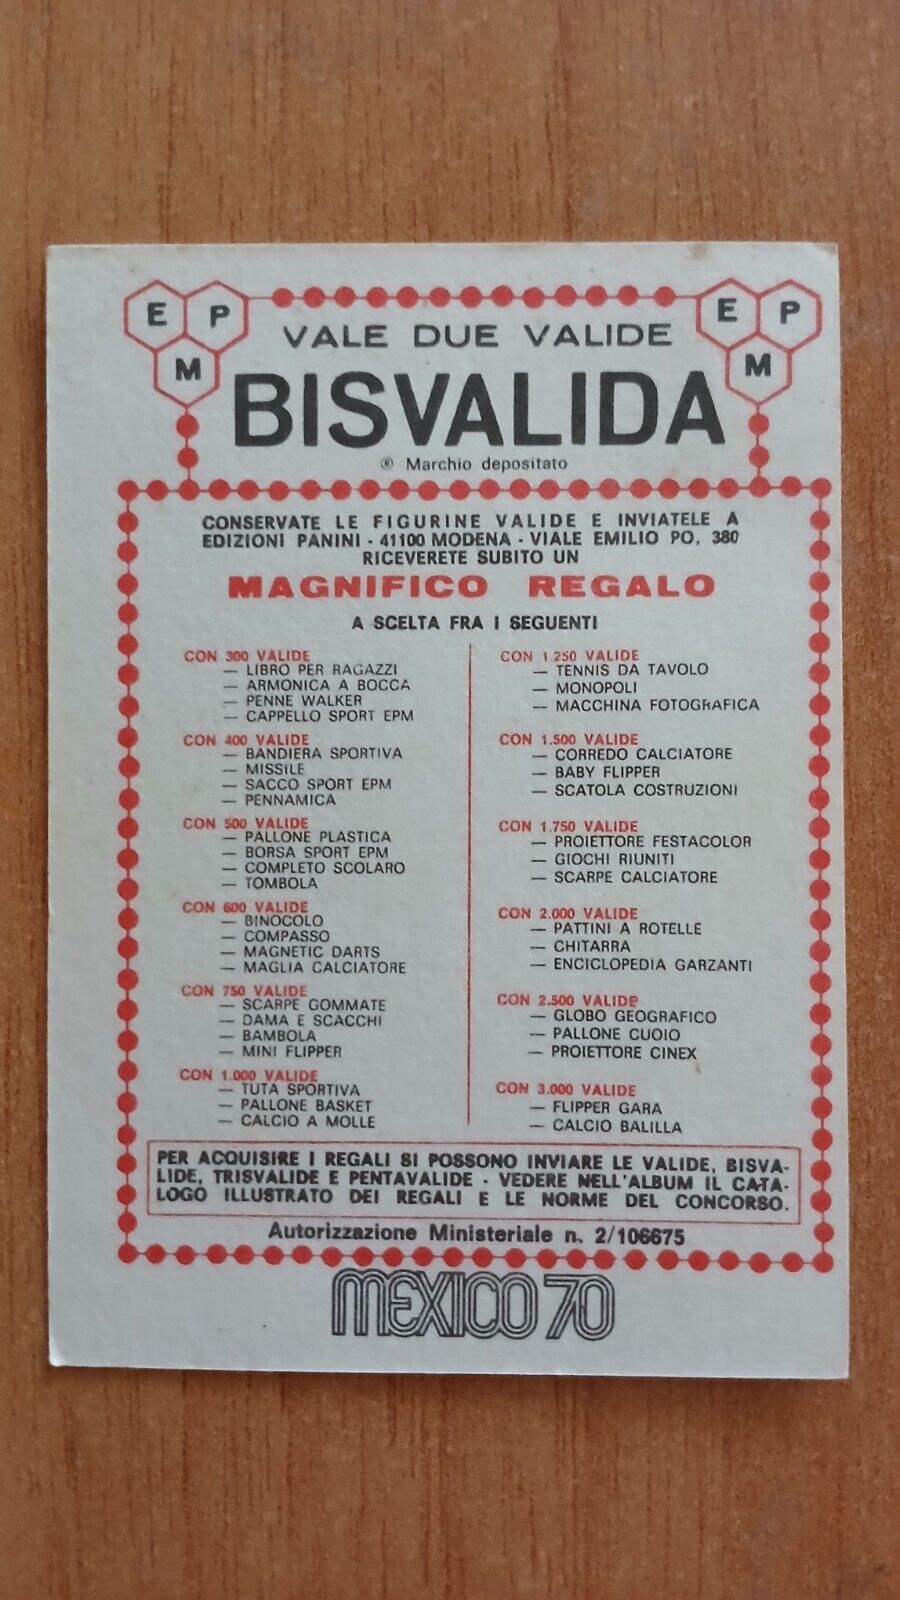 E P
M
E P
M
VALE DUE VALIDE
BISVALIDA
® Marchio depositato
CONSERVATE LE FIGURINE VALIDE E INVIATELE A
EDIZIONI PANINI - 41100 MODENA - VIALE EMILIO PO, 380
RICEVERETE SUBITO UN
MAGNIFICO REGALO
A SCELTA FRA I SEGUENTI
CON 300 VALIDE
— LIBRO PER RAGAZZI
— ARMONICA A BOCCA
— PENNE WALKER
— CAPPELLO SPORT EPM
CON 400 VALIDE
— BANDIERA SPORTIVA
— MISSILE
— SACCO SPORT EPM
— PENNAMICA
CON 500 VALIDE
— PALLONE PLASTICA
— BORSA SPORT EPM
— COMPLETO SCOLARO
— TOMBOLA
CON 600 VALIDE
— BINOCOLO
— COMPASSO
— MAGNETIC DARTS
— MAGLIA CALCIATORE
CON 750 VALIDE
— SCARPE GOMMATE
— DAMA E SCACCHI
— BAMBOLA
— MINI FLIPPER
CON 1.000 VALIDE
— TUTA SPORTIVA
— PALLONE BASKET
— CALCIO A MOLLE
CON 1.250 VALIDE
— TENNIS DA TAVOLO
— MONOPOLI
— MACCHINA FOTOGRAFICA
CON 1.500 VALIDE
— CORREDO CALCIATORE
— BABY FLIPPER
— SCATOLA COSTRUZIONI
CON 1.750 VALIDE
— PROIETTORE FESTACOLOR
— GIOCHI RIUNITI
— SCARPE CALCIATORE
CON 2.000 VALIDE
— PATTINI A ROTELLE
— CHITARRA
— ENCICLOPEDIA GARZANTI
CON 2.500 VALIDE
— GLOBO GEOGRAFICO
— PALLONE CUOIO
— PROIETTORE CINEX
CON 3.000 VALIDE
— FLIPPER GARA
— CALCIO BALILLA
PER ACQUISIRE I REGALI SI POSSONO INVIARE LE VALIDE, BISVA-
LIDE, TRISVALIDE E PENTAVALIDE - VEDERE NELL'ALBUM IL CATA-
LOGO ILLUSTRATO DEI REGALI E LE NORME DEL CONCORSO.
Autorizzazione Ministeriale n. 2/106675
MEXICO 70